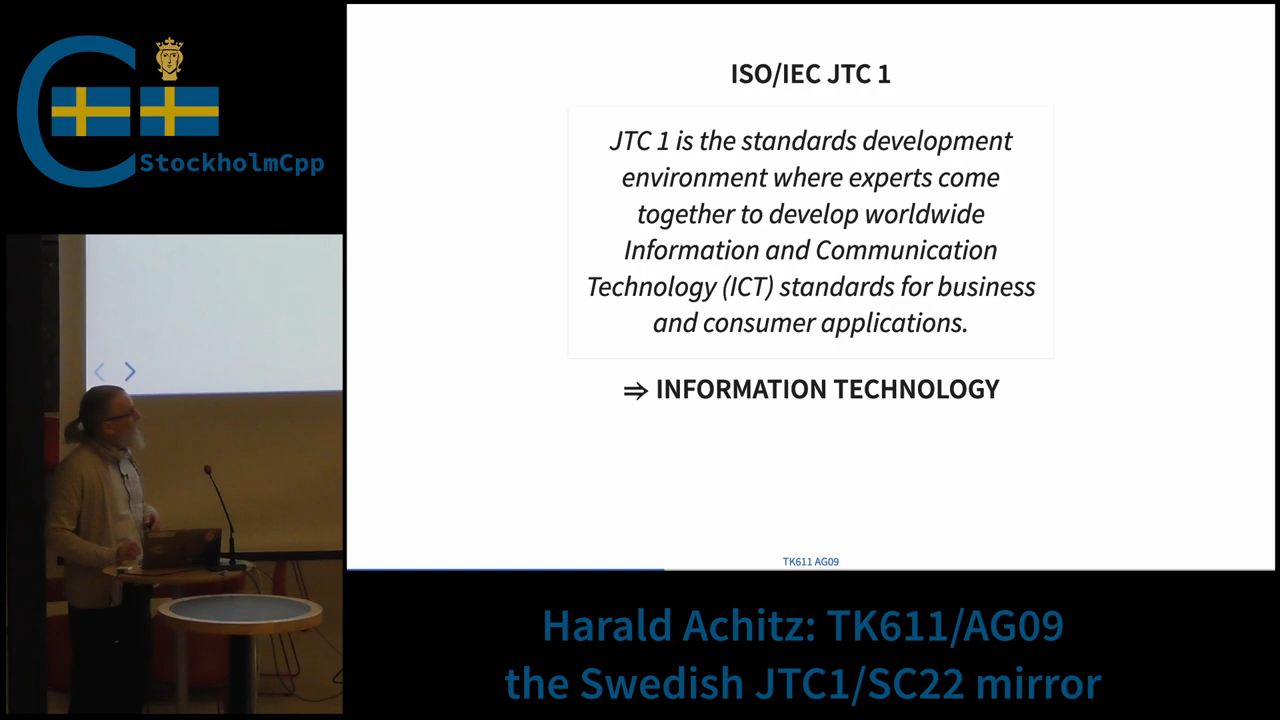 StockholmCpp
ISO/IEC JTC 1
JTC 1 is the standards development
environment where experts come
together to develop worldwide
Information and Communication
Technology (ICT) standards for business
and consumer applications.
⇒ INFORMATION TECHNOLOGY
TK611 AG09
Harald Achitz: TK611/AG09
the Swedish JTC1/SC22 mirror